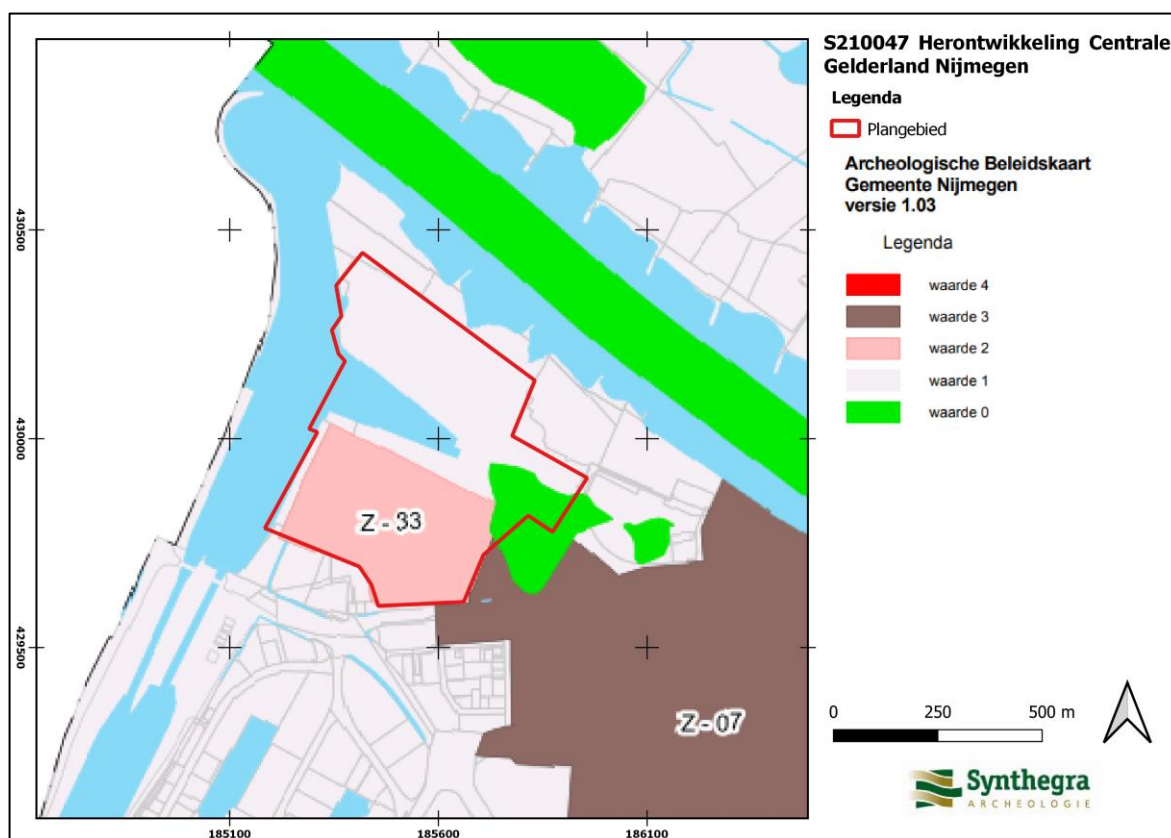 S210047 Herontwikkeling Centrale
Gelderland Nijmegen
Legenda
Plangebied
Archeologische Beleidskaart
Gemeente Nijmegen
versie 1.03
Legenda
waarde 4
waarde 3
waarde 2
waarde 1
waarde 0
Z - 33
Z - 07
430500
430000
429500
185100
185600
186100
0
250
500 m
Synthegra
ARCHEOLOGIE